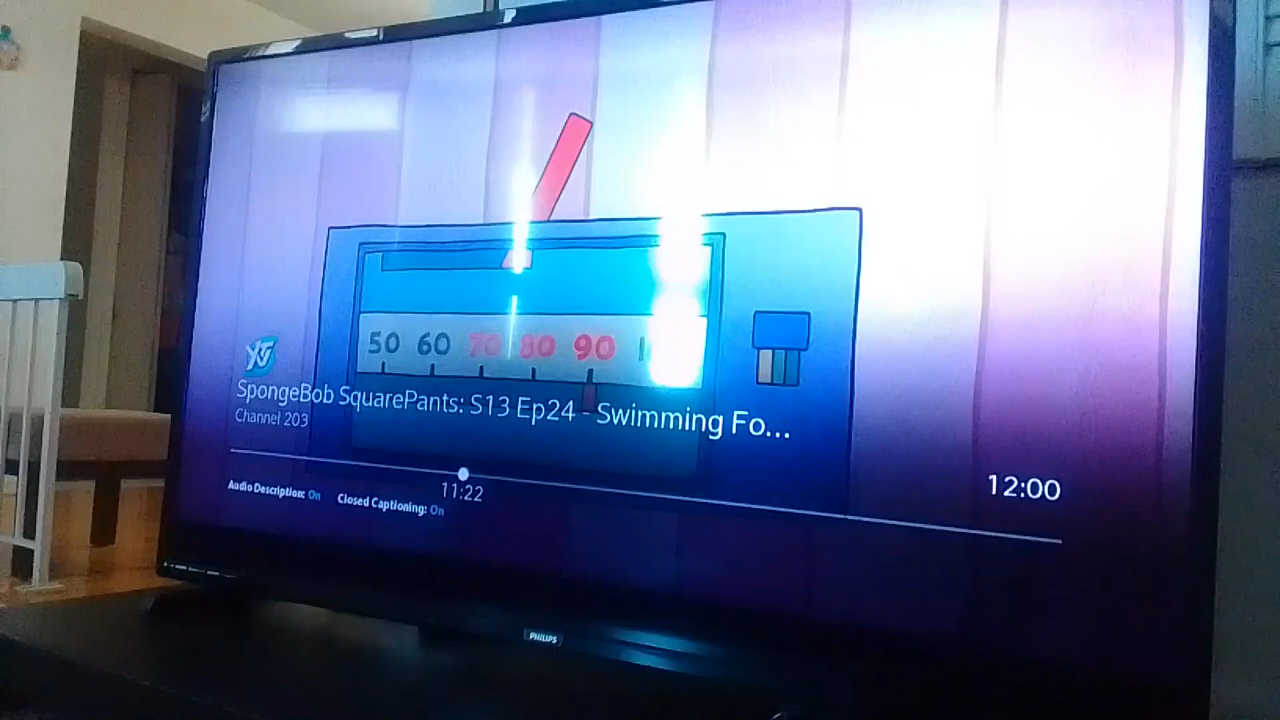 50 60 70 80 90
YTV
SpongeBob SquarePants: S13 Ep24 - Swimming Fo...
Channel 203
12:00
11:22
Audio Description: On Closed Captioning: On
PHILIPS